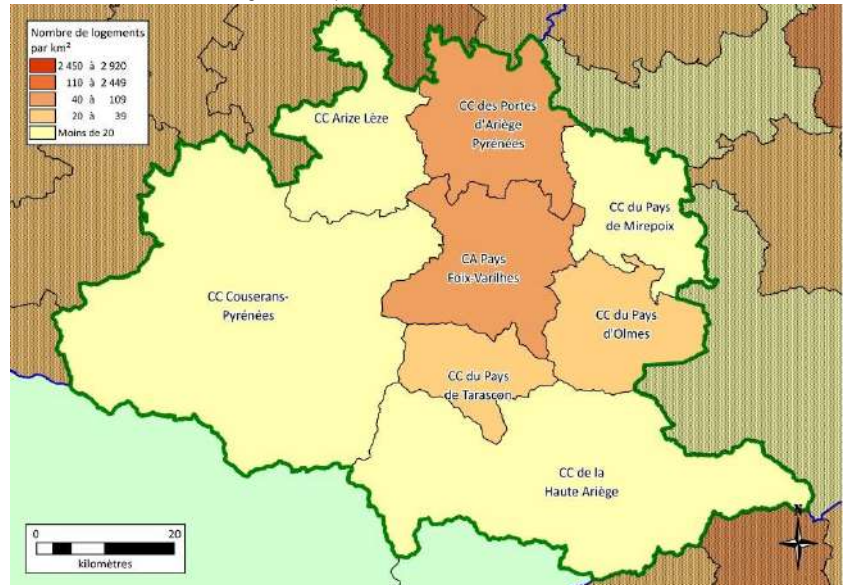 Nombre de logements
par km²
2 450 à 2 920
110 à 2 449
40 à 109
20 à 39
Moins de 20
CC Arize Lèze
CC des Portes
d'Ariège
Pyrénées
CC du Pays
de Mirepoix
CA Pays
Foix-Varilhes
CC Couserans-
Pyrénées
CC du Pays
d'Olmes
CC du Pays
de Tarascon
CC de la
Haute Ariège
0 20
kilomètres